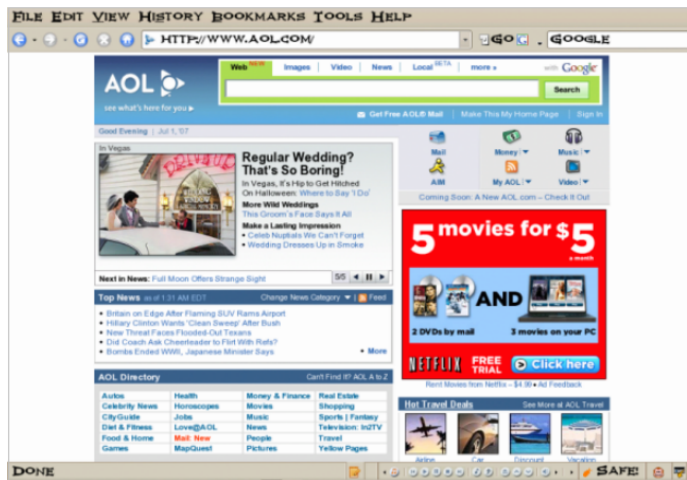 File Edit View History Bookmarks Tools Help
http://www.aol.com/ Go Google
Web NEW Images Video News Local BETA more » with Google
AOL
see what's here for you
Search
Get Free AOL® Mail | Make This My Home Page | Sign In
Good Evening | Jul 1, '07
In Vegas
Regular Wedding?
That's So Boring!
In Vegas, It's Hip to Get Hitched
On Halloween: Where to Say 'I Do'
More Wild Weddings
This Groom's Face Says It All
Make a Lasting Impression
• Celeb Nuptials We Can't Forget
• Wedding Dresses Up in Smoke
Next in News: Full Moon Offers Strange Sight 5/5
Mail Money Music
AIM My AOL Video
Coming Soon: A New AOL.com – Check It Out
5 movies for $5
a month
AND
2 DVDs by mail 3 movies on your PC
NETFLIX FREE TRIAL Click here
Rent Movies from Netflix – $4.99 • Ad Feedback
Top News as of 1:31 AM EDT Change News Category | Feed
• Britain on Edge After Flaming SUV Rams Airport
• Hillary Clinton Wants 'Clean Sweep' After Bush
• New Threat Faces Flooded-Out Texans
• Did Coach Ask Cheerleader to Flirt With Refs?
• Bombs Ended WWII, Japanese Minister Says • More
AOL Directory Can't Find It? AOL A to Z
Autos Health Money & Finance Real Estate
Celebrity News Horoscopes Movies Shopping
CityGuide Jobs Music Sports | Fantasy
Diet & Fitness Love@AOL News Television: In2TV
Food & Home Mail: New People Travel
Games MapQuest Pictures Yellow Pages
Hot Travel Deals See More at AOL Travel
Airline Car Discount Vacation
Done SAFE